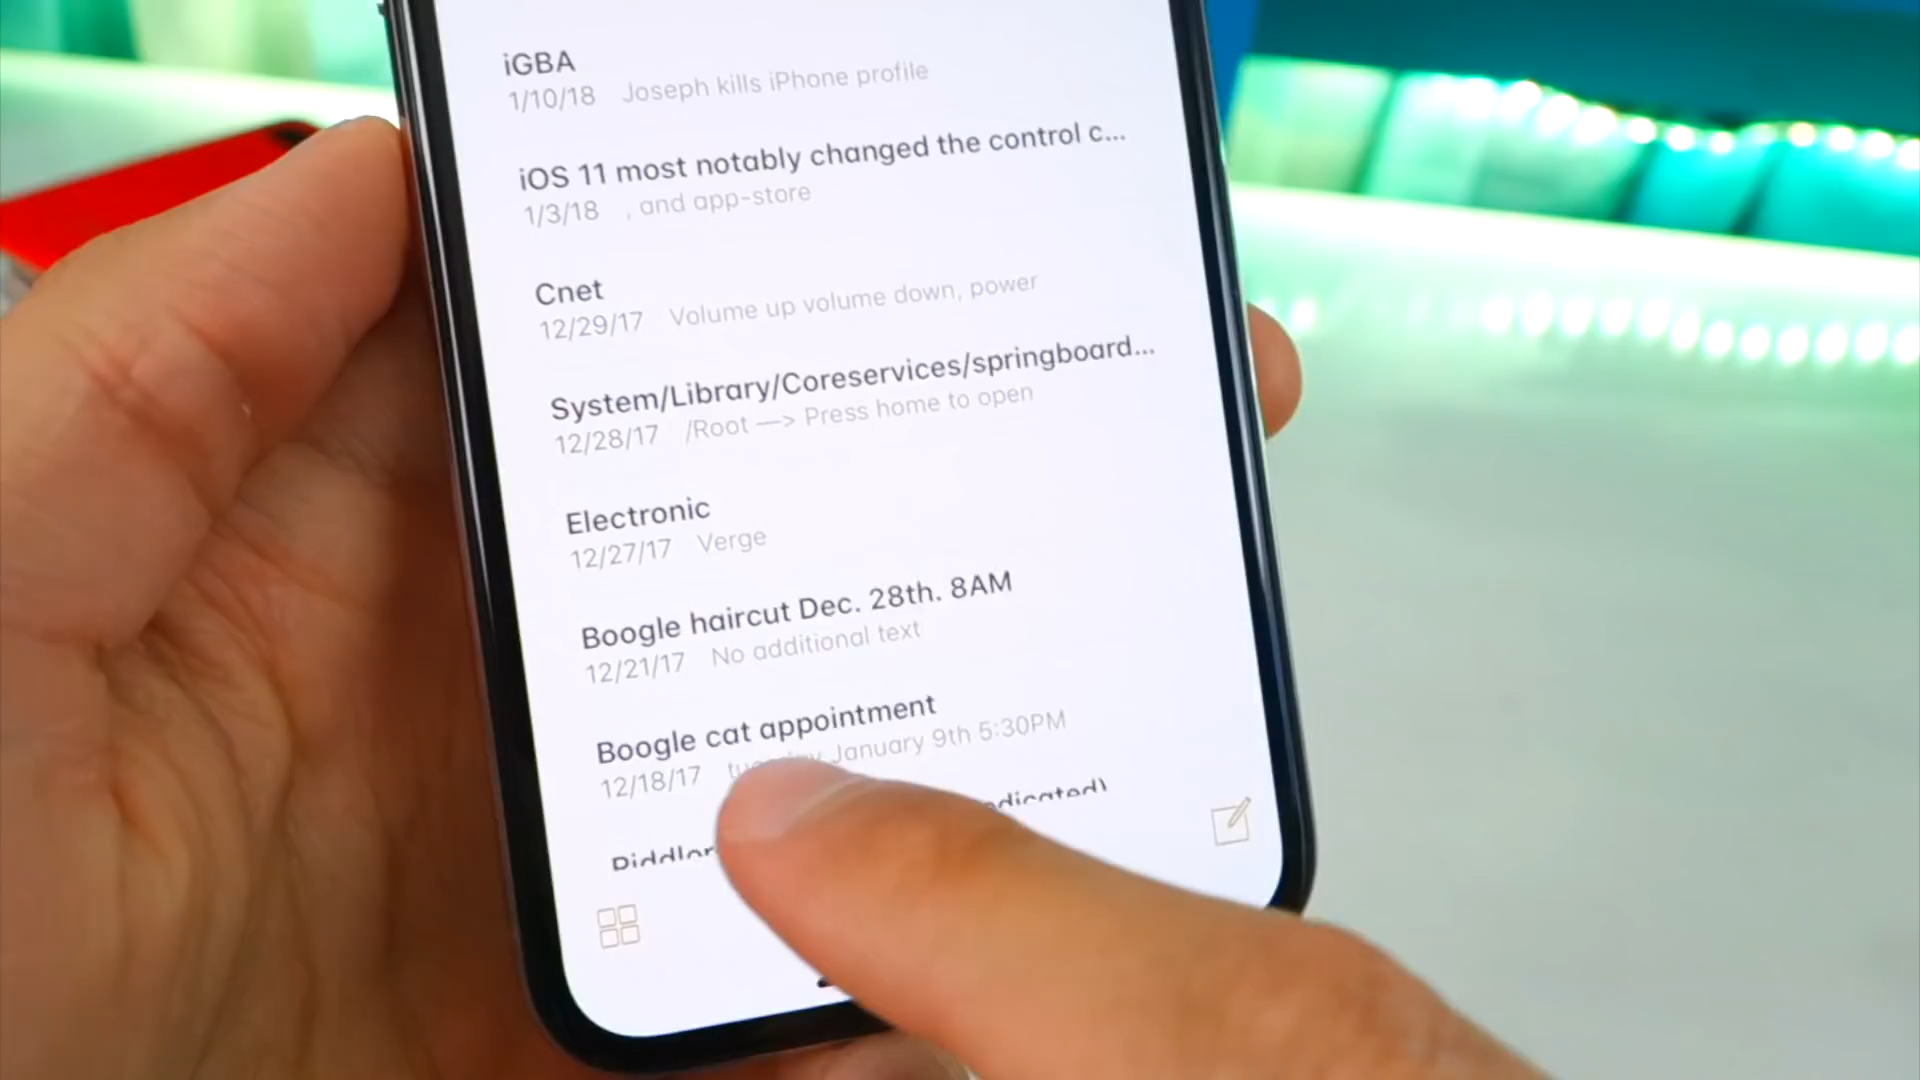 iGBA
1/10/18 Joseph kills iPhone profile
iOS 11 most notably changed the control c...
1/3/18 , and app-store
Cnet
12/29/17 Volume up volume down, power
System/Library/Coreservices/springboard...
12/28/17 /Root —> Press home to open
Electronic
12/27/17 Verge
Boogle haircut Dec. 28th. 8AM
12/21/17 No additional text
Boogle cat appointment
12/18/17 January 9th 5:30PM